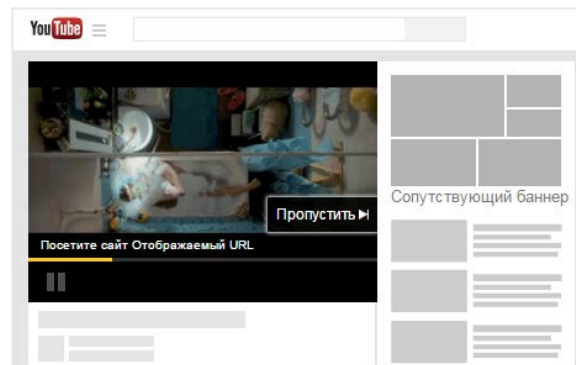 YouTube
Пропустить
Посетите сайт Отображаемый URL
Сопутствующий баннер